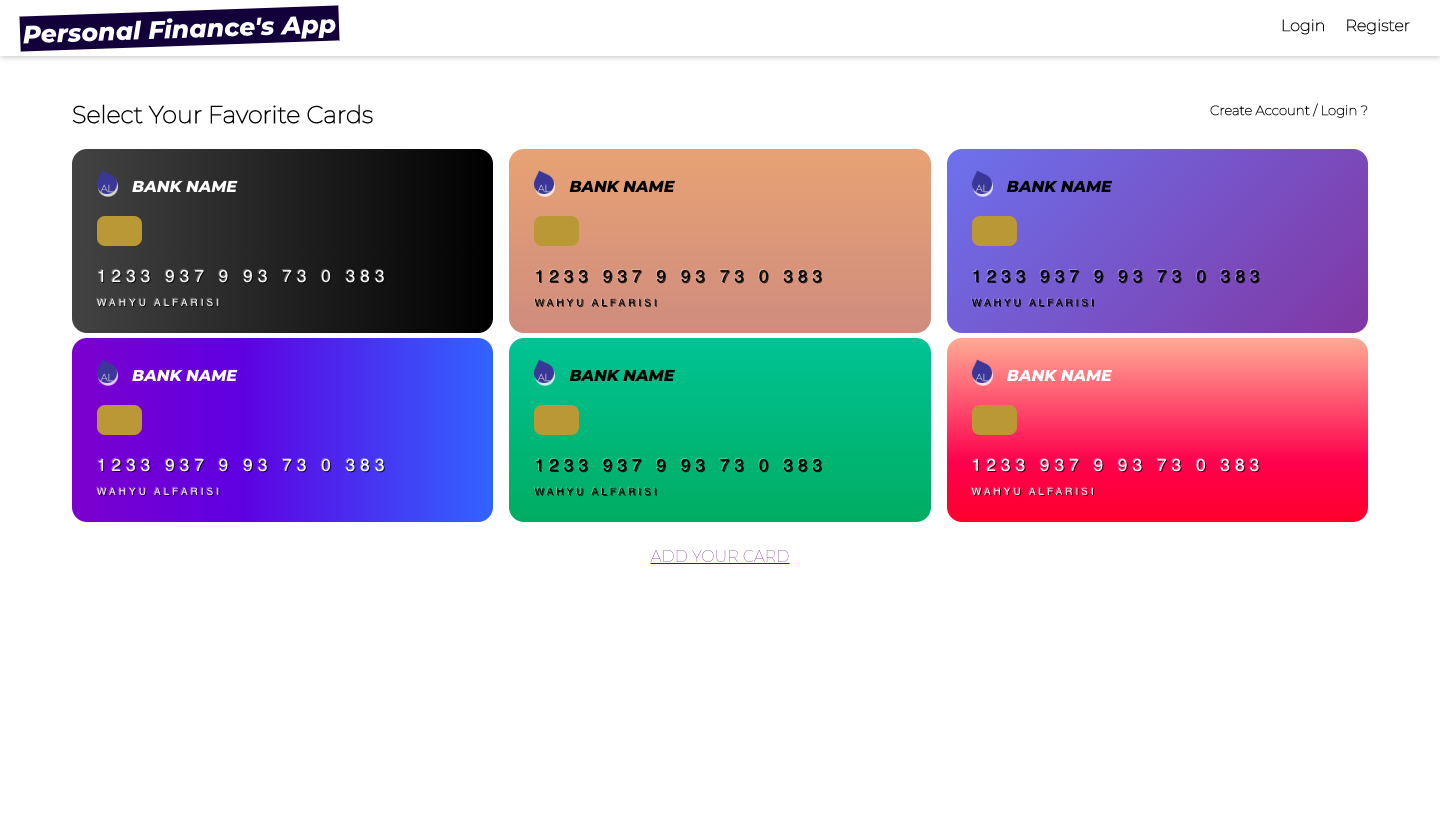 Personal Finance's App
Login Register
Select Your Favorite Cards
Create Account / Login ?
AL BANK NAME
1233 937 9 93 73 0 383
WAHYU ALFARISI
AL BANK NAME
1233 937 9 93 73 0 383
WAHYU ALFARISI
AL BANK NAME
1233 937 9 93 73 0 383
WAHYU ALFARISI
AL BANK NAME
1233 937 9 93 73 0 383
WAHYU ALFARISI
AL BANK NAME
1233 937 9 93 73 0 383
WAHYU ALFARISI
AL BANK NAME
1233 937 9 93 73 0 383
WAHYU ALFARISI
ADD YOUR CARD